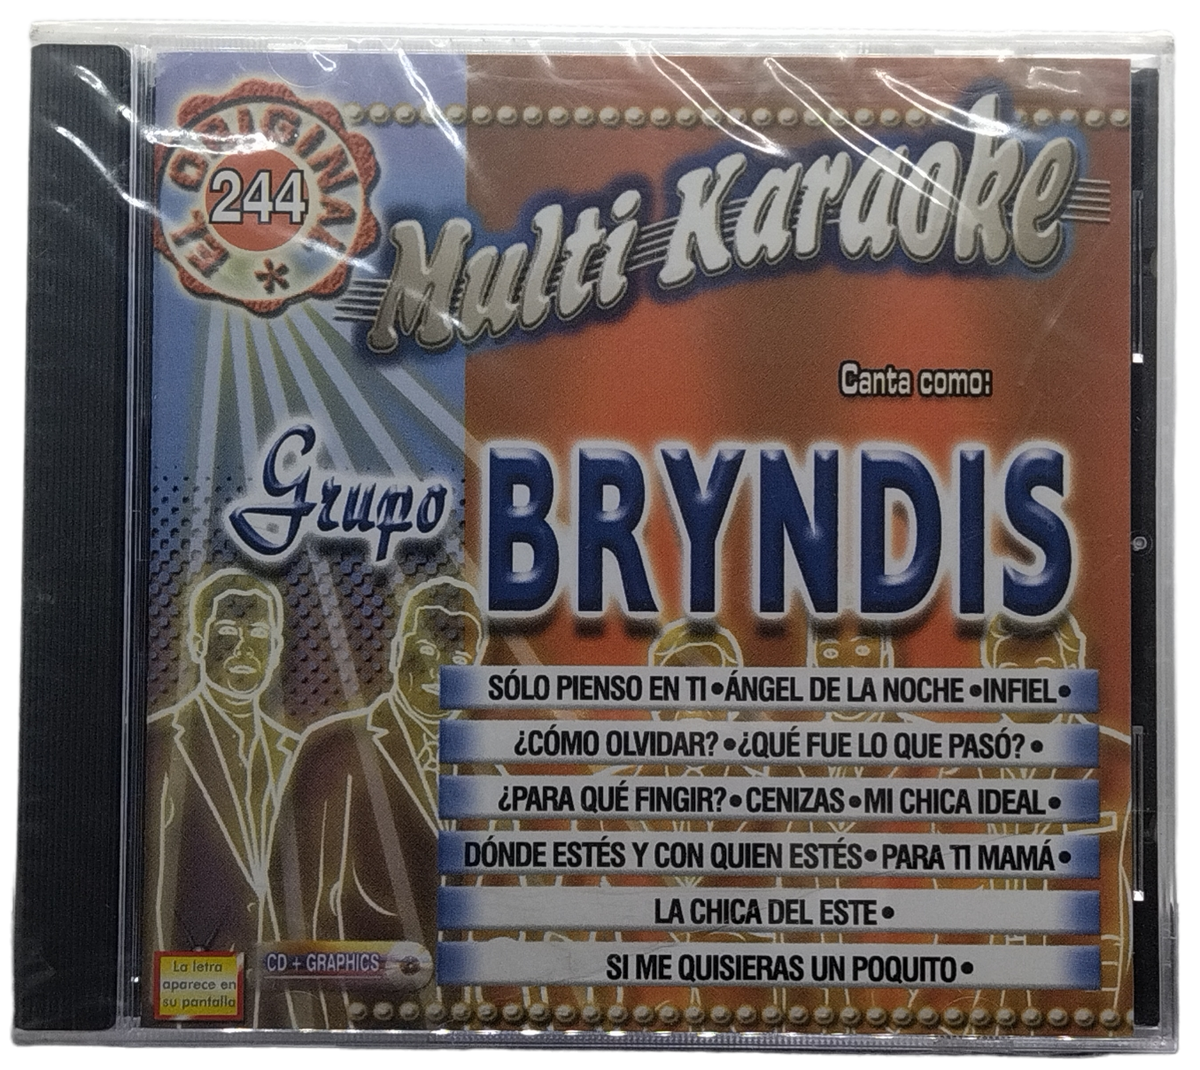 EL ORIGINAL *
244
Multi Karaoke
Canta como:
Grupo BRYNDIS
SÓLO PIENSO EN TI • ÁNGEL DE LA NOCHE • INFIEL •
¿CÓMO OLVIDAR? • ¿QUÉ FUE LO QUE PASÓ? •
¿PARA QUÉ FINGIR? • CENIZAS • MI CHICA IDEAL •
DÓNDE ESTÉS Y CON QUIEN ESTÉS • PARA TI MAMÁ •
LA CHICA DEL ESTE •
SI ME QUISIERAS UN POQUITO •
La letra
aparece en
su pantalla
CD + GRAPHICS